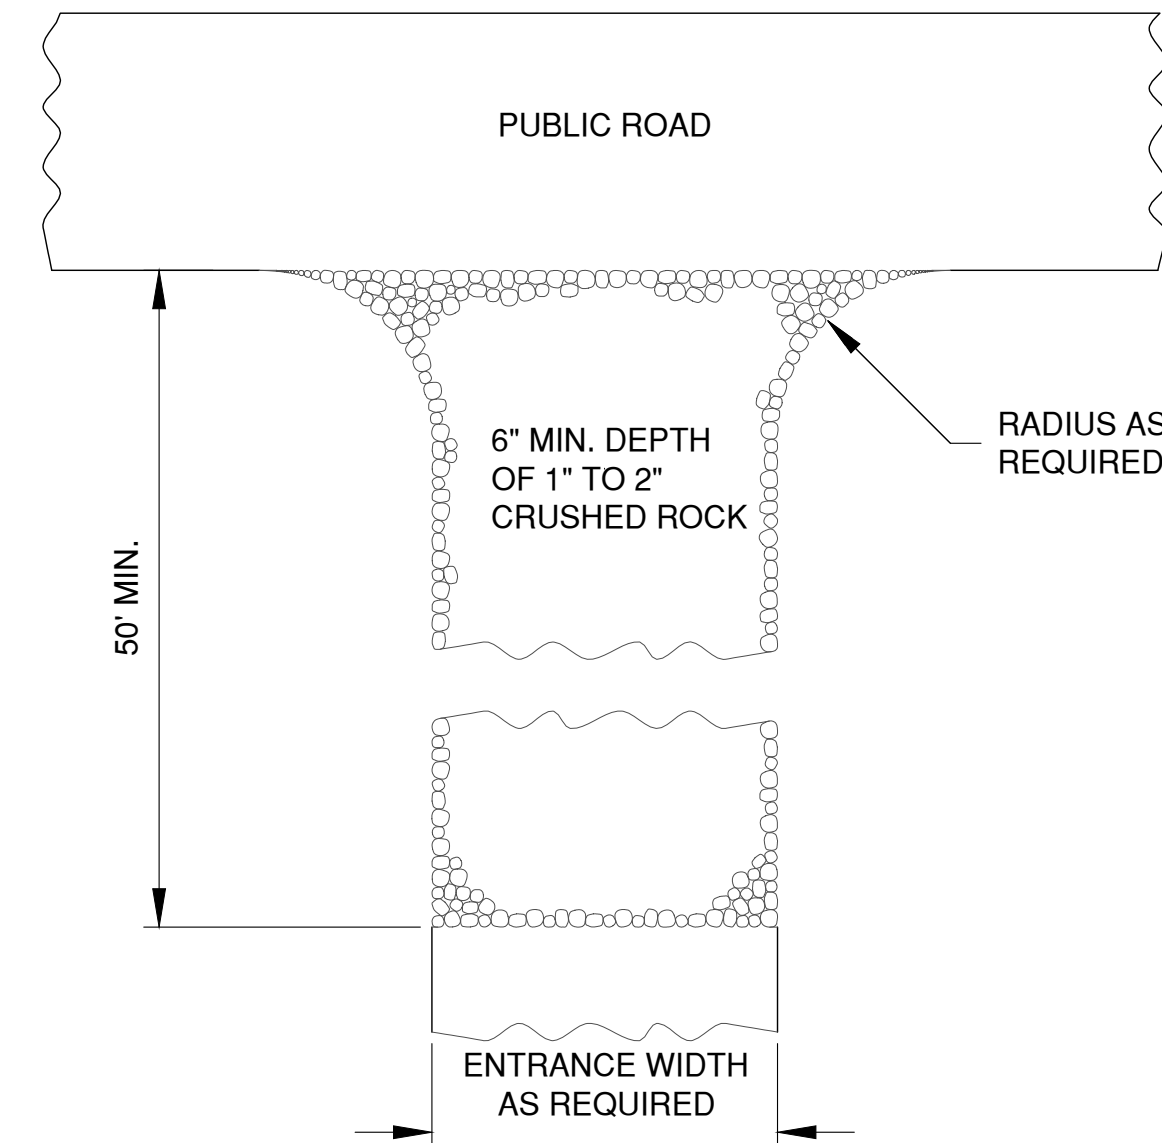 PUBLIC ROAD
RADIUS AS
REQUIRED
6" MIN. DEPTH
OF 1" TO 2"
CRUSHED ROCK
50' MIN.
ENTRANCE WIDTH
AS REQUIRED